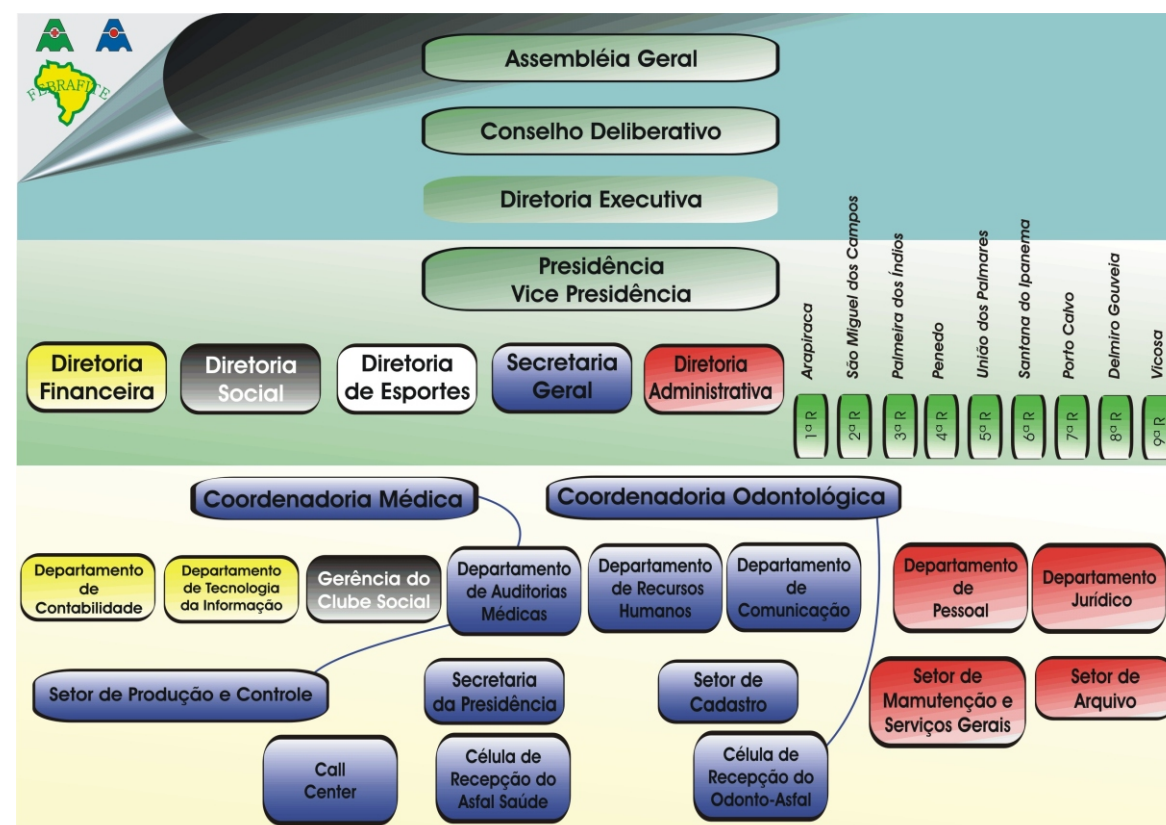 FEBRAFITE
Assembléia Geral
Conselho Deliberativo
Diretoria Executiva
Presidência
Vice Presidência
Diretoria
Financeira
Diretoria
Social
Diretoria
de Esportes
Secretaria
Geral
Diretoria
Administrativa
Arapiraca
São Miguel dos Campos
Palmeira dos Índios
Penedo
União dos Palmares
Santana do Ipanema
Porto Calvo
Delmiro Gouveia
Vicosa
1ª R
2ª R
3ª R
4ª R
5ª R
6ª R
7ª R
8ª R
9ª R
Coordenadoria Médica
Coordenadoria Odontológica
Departamento
de
Contabilidade
Departamento
de Tecnologia
da Informação
Gerência do
Clube Social
Departamento
de Auditorias
Médicas
Departamento
de Recursos
Humanos
Departamento
de
Comunicação
Departamento
de
Pessoal
Departamento
Jurídico
Setor de Produção e Controle
Secretaria
da Presidência
Setor de
Cadastro
Setor de
Mamutenção e
Serviços Gerais
Setor de
Arquivo
Call
Center
Célula de
Recepção do
Asfal Saúde
Célula de
Recepção do
Odonto-Asfal